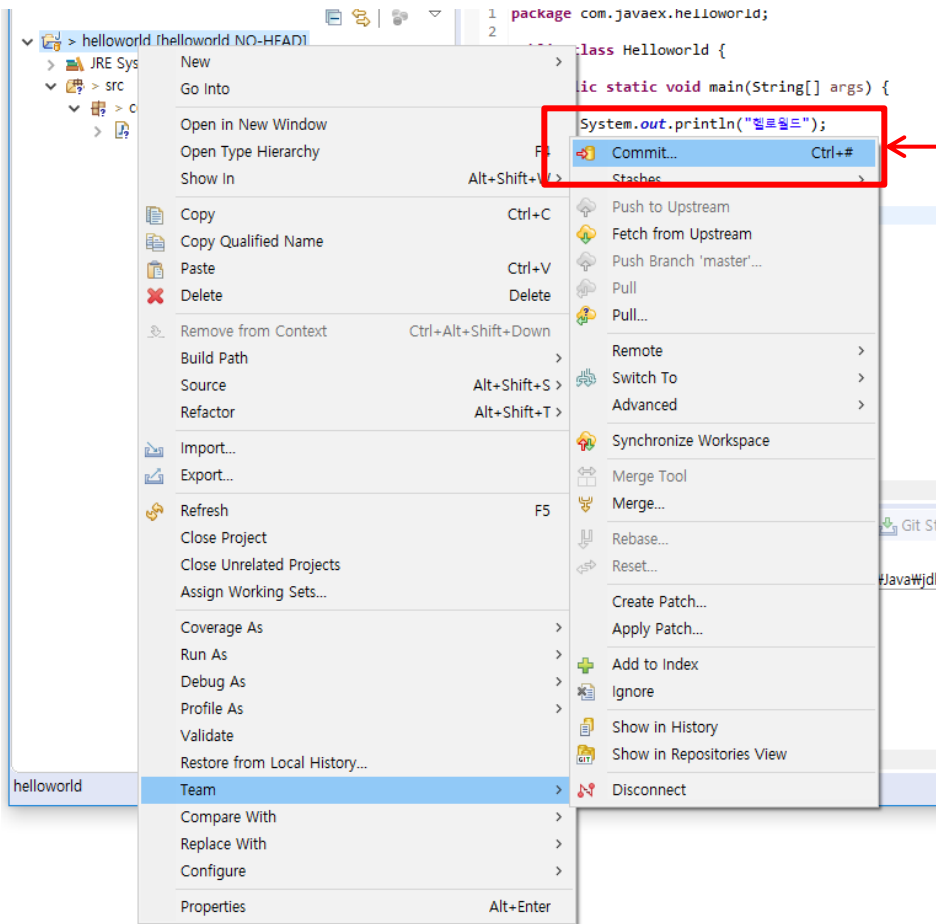 1 package com.javaex.helloworld;
2
class Helloworld {
lic static void main(String[] args) {
System.out.println("헬로월드");
> helloworld [helloworld NO-HEAD]
JRE Sys
> src
> c
New
Go Into
Open in New Window
Open Type Hierarchy F4
Show In Alt+Shift+W >
Copy Ctrl+C
Copy Qualified Name
Paste Ctrl+V
Delete Delete
Remove from Context Ctrl+Alt+Shift+Down
Build Path
Source Alt+Shift+S >
Refactor Alt+Shift+T >
Import...
Export...
Refresh F5
Close Project
Close Unrelated Projects
Assign Working Sets...
Coverage As
Run As
Debug As
Profile As
Validate
Restore from Local History...
Team
Compare With
Replace With
Configure
Properties Alt+Enter
Commit... Ctrl+#
Stashes
Push to Upstream
Fetch from Upstream
Push Branch 'master'...
Pull
Pull...
Remote
Switch To
Advanced
Synchronize Workspace
Merge Tool
Merge...
Rebase...
Reset...
Create Patch...
Apply Patch...
Add to Index
Ignore
Show in History
Show in Repositories View
Disconnect
Git St
₩Java₩jdl
helloworld